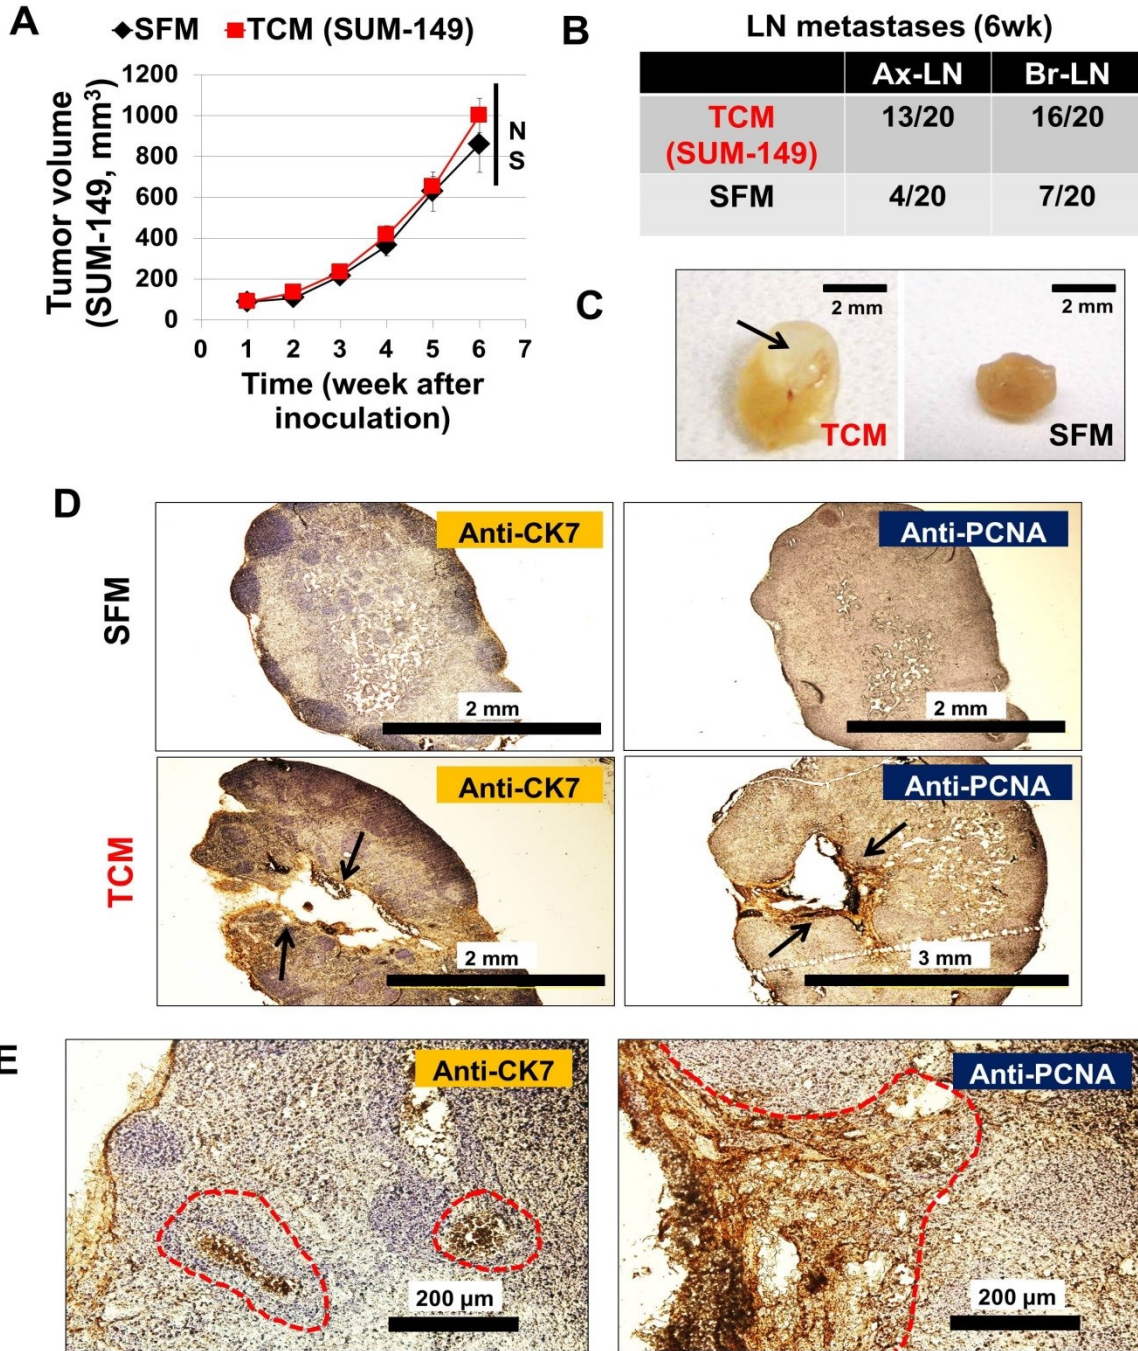 A
SFM TCM (SUM-149)
Tumor volume
(SUM-149, mm³)
1200
1000
800
600
400
200
0
N
S
0 1 2 3 4 5 6 7
Time (week after
inoculation)
B
LN metastases (6wk)
Ax-LN Br-LN
TCM
(SUM-149) 13/20 16/20
SFM 4/20 7/20
C
2 mm
TCM
2 mm
SFM
D
SFM
Anti-CK7
2 mm
Anti-PCNA
2 mm
TCM
Anti-CK7
2 mm
Anti-PCNA
3 mm
E
Anti-CK7
200 µm
Anti-PCNA
200 µm